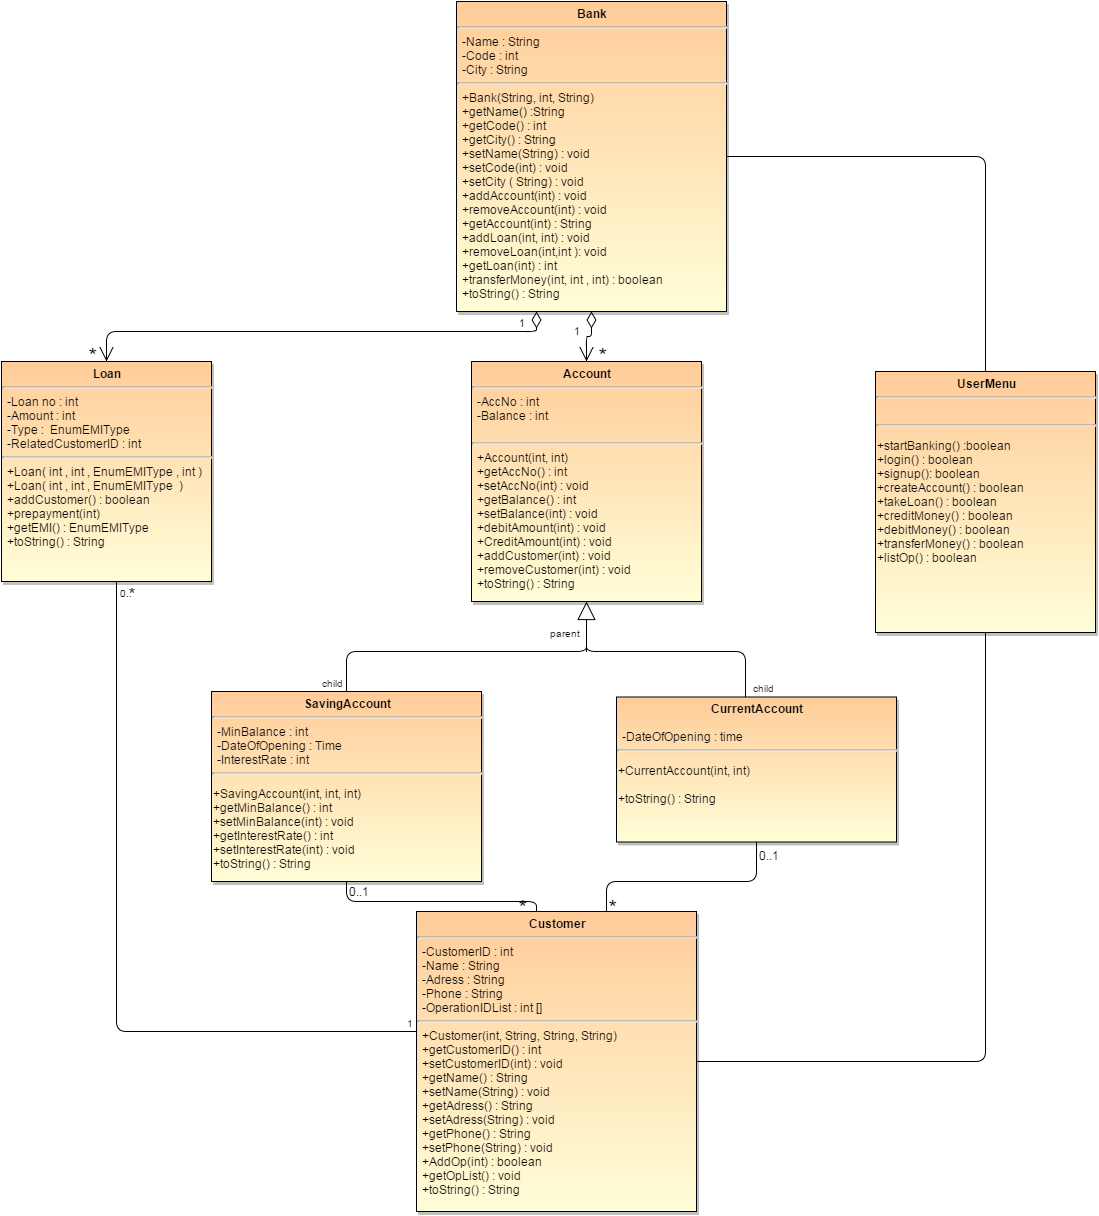 Bank
-Name : String
-Code : int
-City : String
+Bank(String, int, String)
+getName() :String
+getCode() : int
+getCity() : String
+setName(String) : void
+setCode(int) : void
+setCity ( String) : void
+addAccount(int) : void
+removeAccount(int) : void
+getAccount(int) : String
+addLoan(int, int) : void
+removeLoan(int,int ): void
+getLoan(int) : int
+transferMoney(int, int , int) : boolean
+toString() : String
1
1
*
*
Loan
-Loan no : int
-Amount : int
-Type :  EnumEMIType
-RelatedCustomerID : int
+Loan( int , int , EnumEMIType , int )
+Loan( int , int , EnumEMIType  )
+addCustomer() : boolean
+prepayment(int)
+getEMI() : EnumEMIType
+toString() : String
0..*
Account
-AccNo : int
-Balance : int
+Account(int, int)
+getAccNo() : int
+setAccNo(int) : void
+getBalance() : int
+setBalance(int) : void
+debitAmount(int) : void
+CreditAmount(int) : void
+addCustomer(int) : void
+removeCustomer(int) : void
+toString() : String
UserMenu
+startBanking() :boolean
+login() : boolean
+signup(): boolean
+createAccount() : boolean
+takeLoan() : boolean
+creditMoney() : boolean
+debitMoney() : boolean
+transferMoney() : boolean
+listOp() : boolean
parent
child
child
SavingAccount
-MinBalance : int
-DateOfOpening : Time
-InterestRate : int
+SavingAccount(int, int, int)
+getMinBalance() : int
+setMinBalance(int) : void
+getInterestRate() : int
+setInterestRate(int) : void
+toString() : String
0..1
*
CurrentAccount
-DateOfOpening : time
+CurrentAccount(int, int)
+toString() : String
0..1
*
Customer
-CustomerID : int
-Name : String
-Adress : String
-Phone : String
-OperationIDList : int []
1
+Customer(int, String, String, String)
+getCustomerID() : int
+setCustomerID(int) : void
+getName() : String
+setName(String) : void
+getAdress() : String
+setAdress(String) : void
+getPhone() : String
+setPhone(String) : void
+AddOp(int) : boolean
+getOpList() : void
+toString() : String